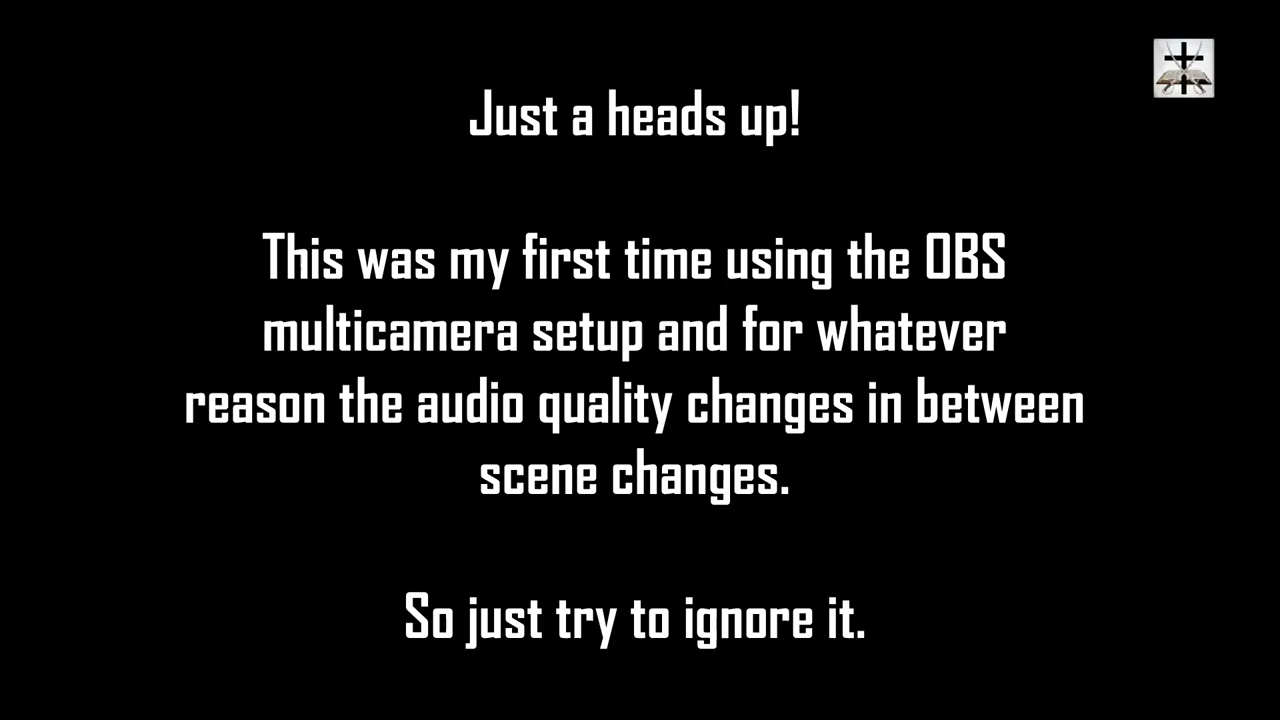 Just a heads up!
This was my first time using the OBS
multicamera setup and for whatever
reason the audio quality changes in between
scene changes.
So just try to ignore it.